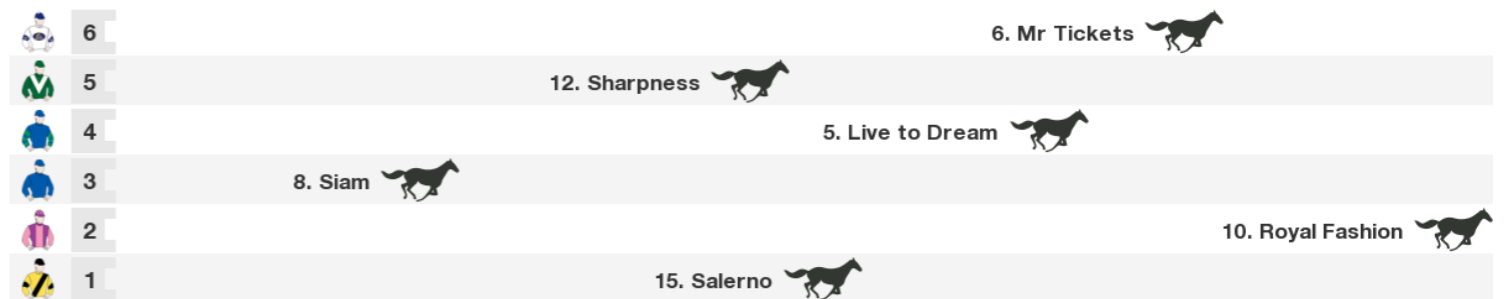 6 6. Mr Tickets
5 12. Sharpness
4 5. Live to Dream
3 8. Siam
2 10. Royal Fashion
1 15. Salerno